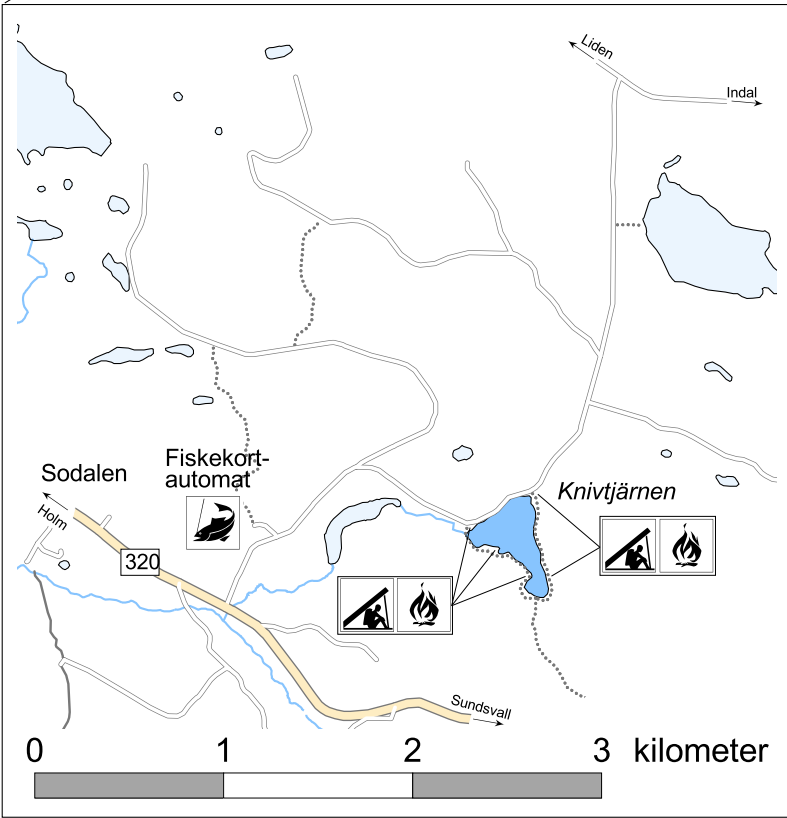 Liden
Indal
Fiskekort-
automat
Sodalen
Knivtjärnen
Holm
320
Sundsvall
0 1 2 3 kilometer